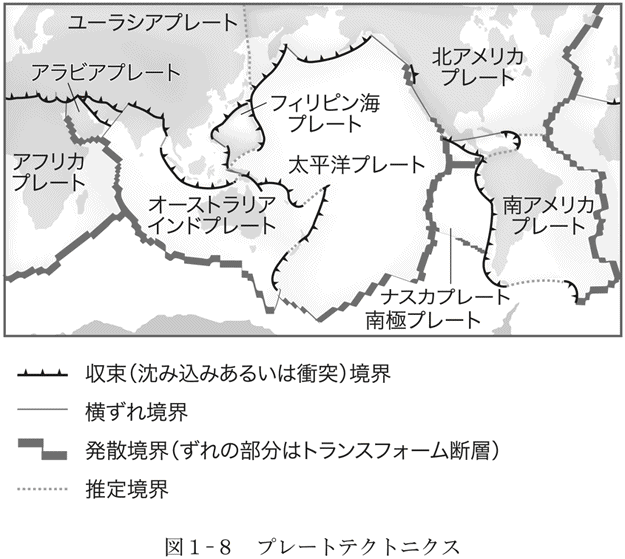 ユーラシアプレート
アラビアプレート
北アメリカ
プレート
フィリピン海
プレート
アフリカ
プレート
太平洋プレート
オーストラリア
インドプレート
南アメリカ
プレート
ナスカプレート
南極プレート
収束(沈み込みあるいは衝突)境界
横ずれ境界
発散境界(ずれの部分はトランスフォーム断層)
推定境界
図1-8 プレートテクトニクス